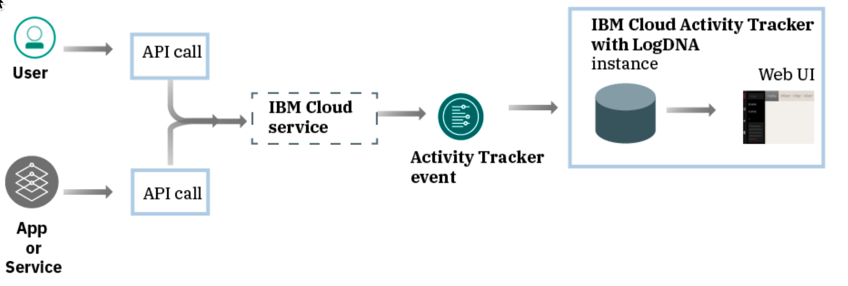 User
API call
App
or
Service
API call
IBM Cloud
service
Activity Tracker
event
IBM Cloud Activity Tracker
with LogDNA
instance
Web UI